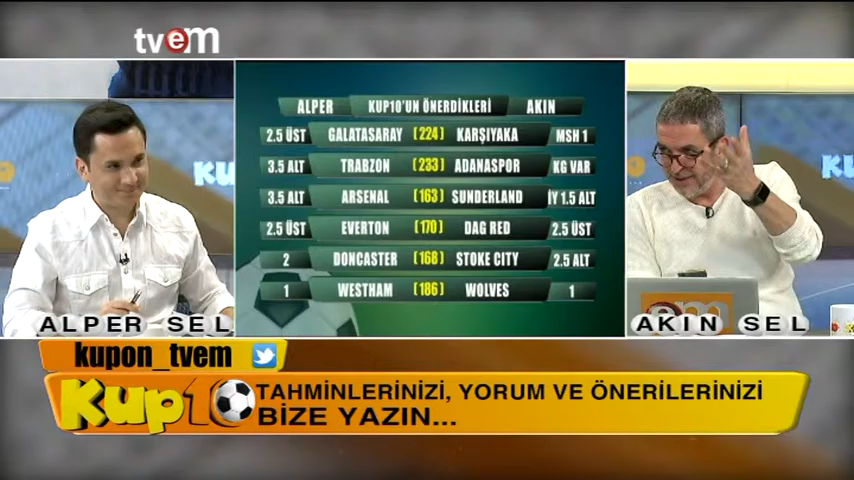 tvem
ALPER KUP10'UN ÖNERDİKLERİ AKIN
2.5 ÜST GALATASARAY (224) KARŞIYAKA MSH 1
3.5 ALT TRABZON (233) ADANASPOR KG VAR
3.5 ALT ARSENAL (163) SUNDERLAND İY 1.5 ALT
2.5 ÜST EVERTON (170) DAG RED 2.5 ÜST
2 DONCASTER (168) STOKE CITY 2.5 ALT
1 WESTHAM (186) WOLVES 1
ALPER SEL
AKIN SEL
kupon_tvem
Kup10
TAHMİNLERİNİZİ, YORUM VE ÖNERİLERİNİZİ
BİZE YAZIN...